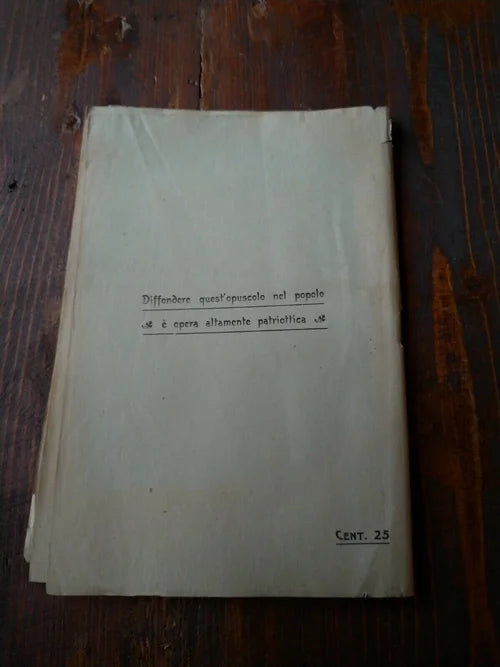 Diffondere quest'opuscolo nel popolo
è opera altamente patriottica
CENT. 25